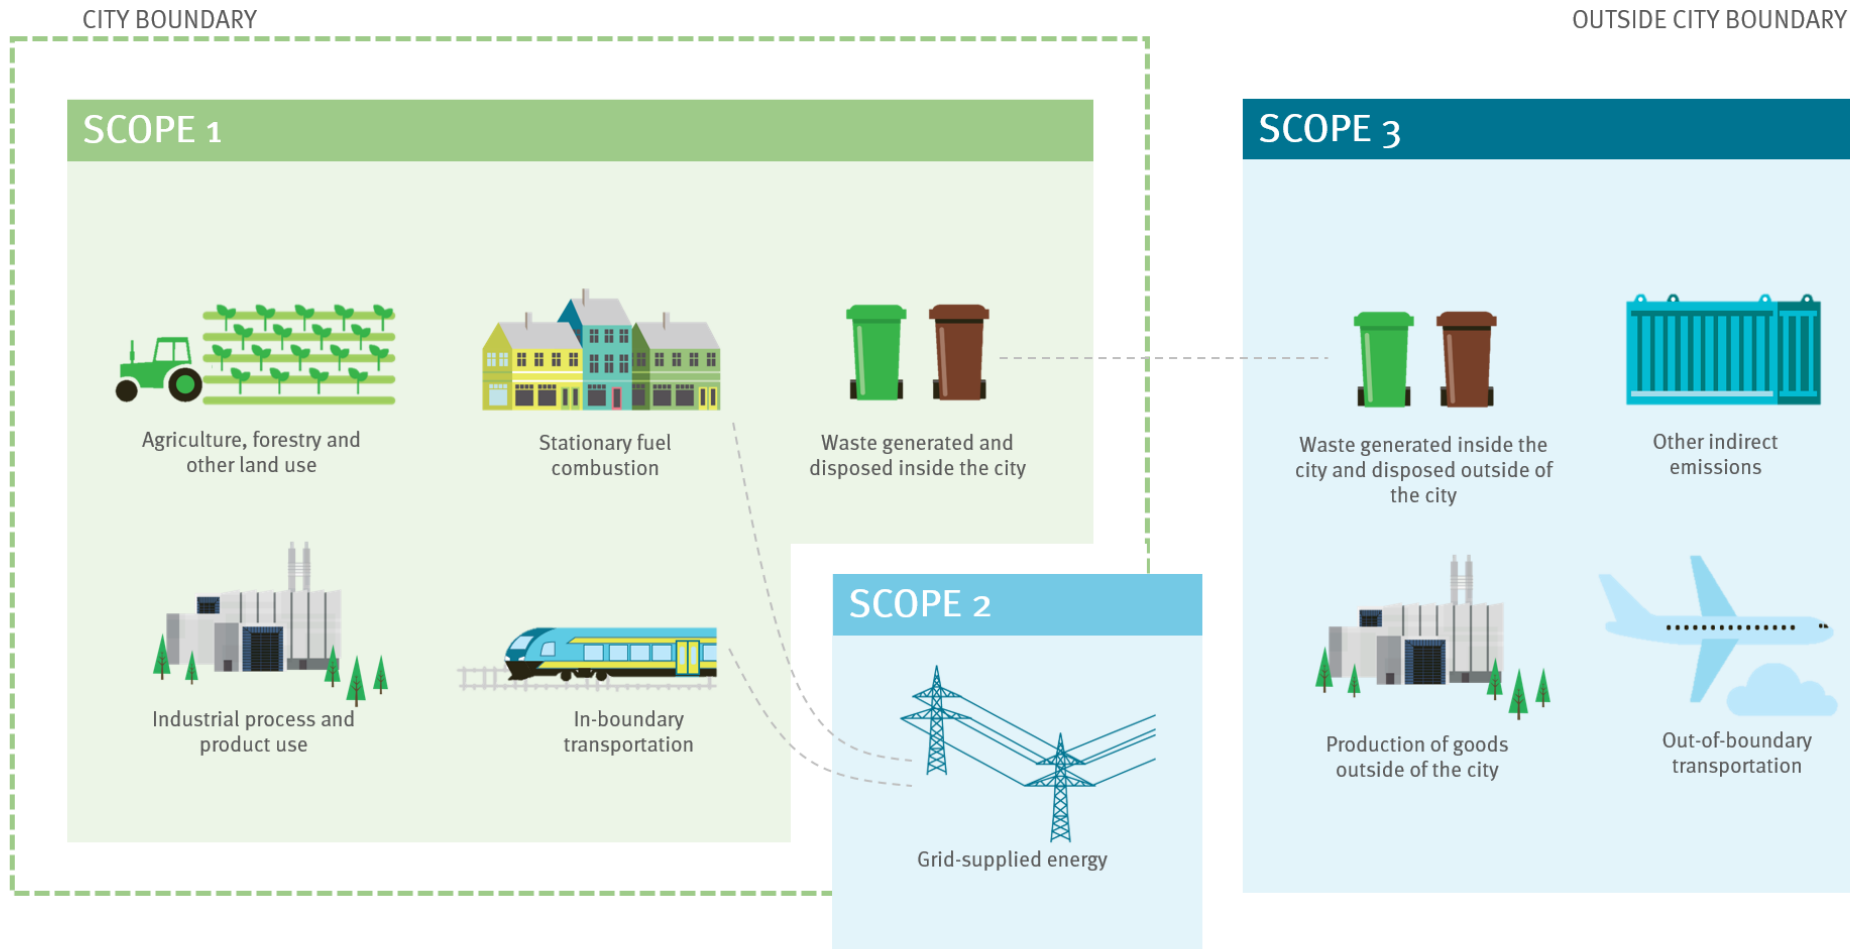 CITY BOUNDARY
OUTSIDE CITY BOUNDARY
SCOPE 1
Agriculture, forestry and
other land use
Stationary fuel
combustion
Waste generated and
disposed inside the city
Industrial process and
product use
In-boundary
transportation
SCOPE 2
Grid-supplied energy
SCOPE 3
Waste generated inside the
city and disposed outside of
the city
Other indirect
emissions
Production of goods
outside of the city
Out-of-boundary
transportation